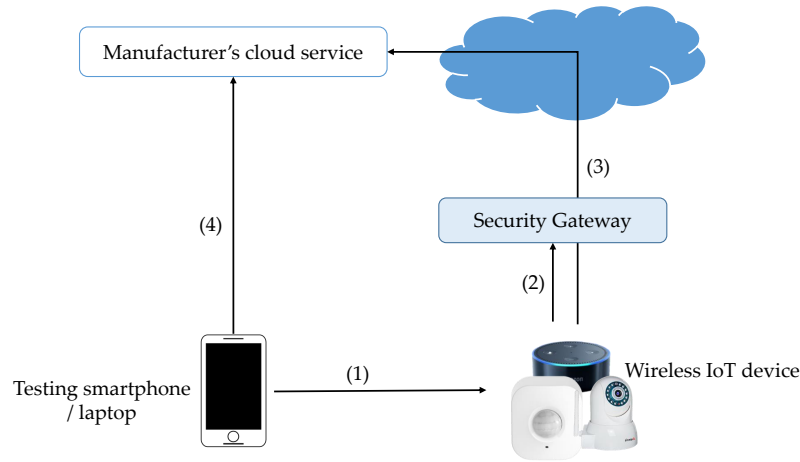 Manufacturer's cloud service
(3)
Security Gateway
(4)
(2)
(1)
Wireless IoT device
Testing smartphone
/ laptop